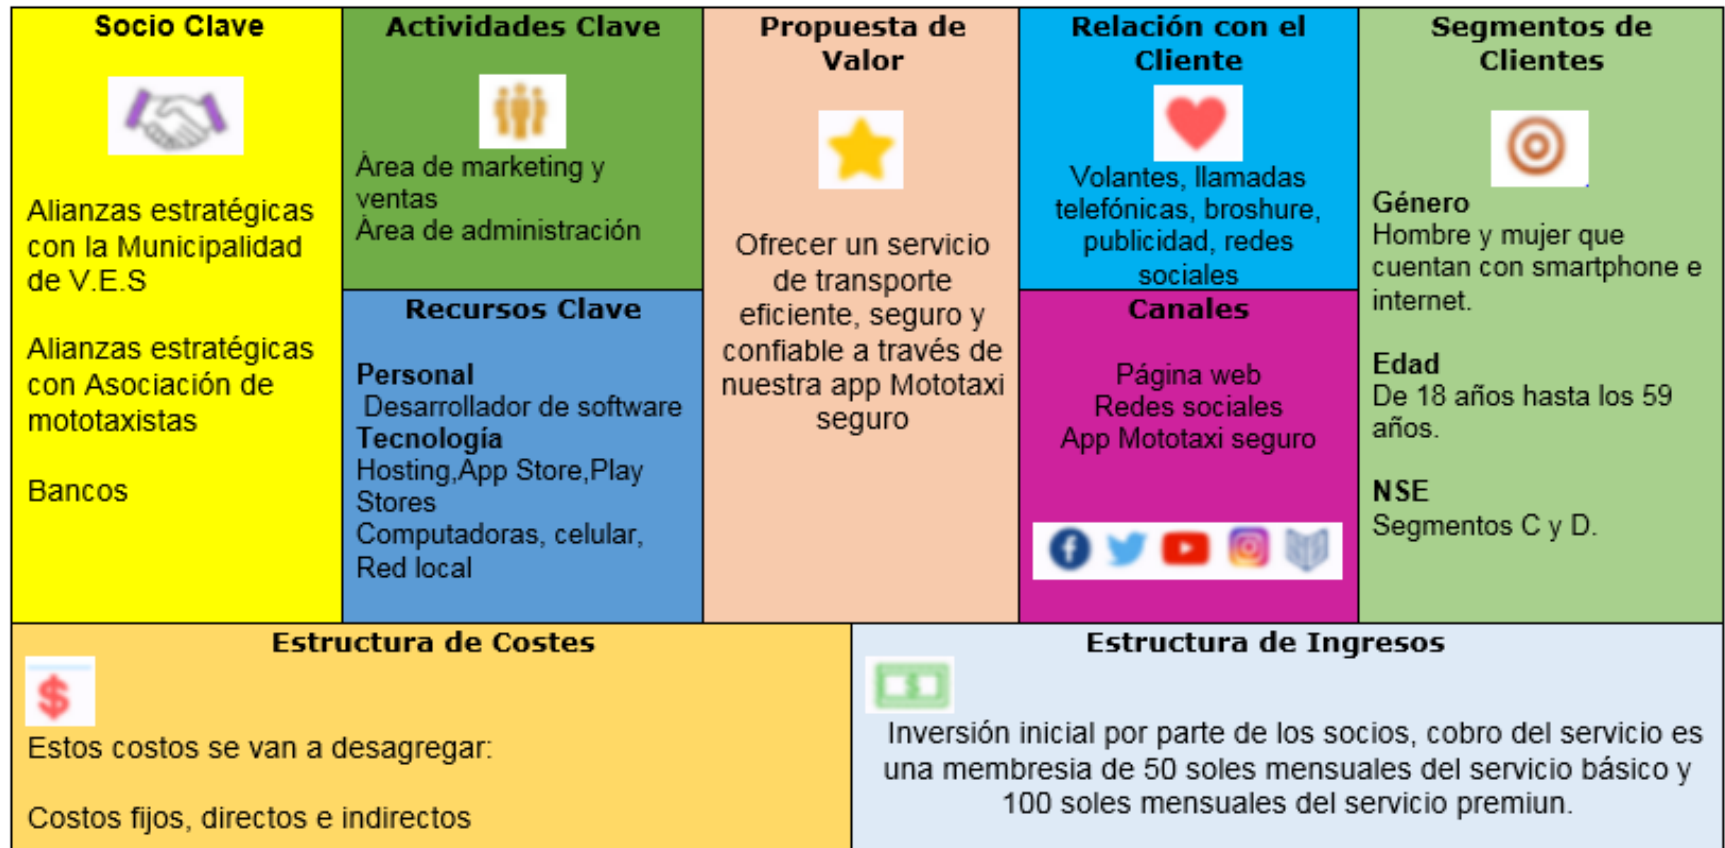 Socio Clave
Alianzas estratégicas
con la Municipalidad
de V.E.S
Alianzas estratégicas
con Asociación de
mototaxistas
Bancos
Actividades Clave
Área de marketing y
ventas
Área de administración
Recursos Clave
Personal
Desarrollador de software
Tecnología
Hosting,App Store,Play
Stores
Computadoras, celular,
Red local
Propuesta de
Valor
Ofrecer un servicio
de transporte
eficiente, seguro y
confiable a través de
nuestra app Mototaxi
seguro
Relación con el
Cliente
Volantes, llamadas
telefónicas, broshure,
publicidad, redes
sociales
Canales
Página web
Redes sociales
App Mototaxi seguro
Segmentos de
Clientes
Género
Hombre y mujer que
cuentan con smartphone e
internet.
Edad
De 18 años hasta los 59
años.
NSE
Segmentos C y D.
Estructura de Costes
$
Estos costos se van a desagregar:
Costos fijos, directos e indirectos
Estructura de Ingresos
$
Inversión inicial por parte de los socios, cobro del servicio es
una membresia de 50 soles mensuales del servicio básico y
100 soles mensuales del servicio premiun.